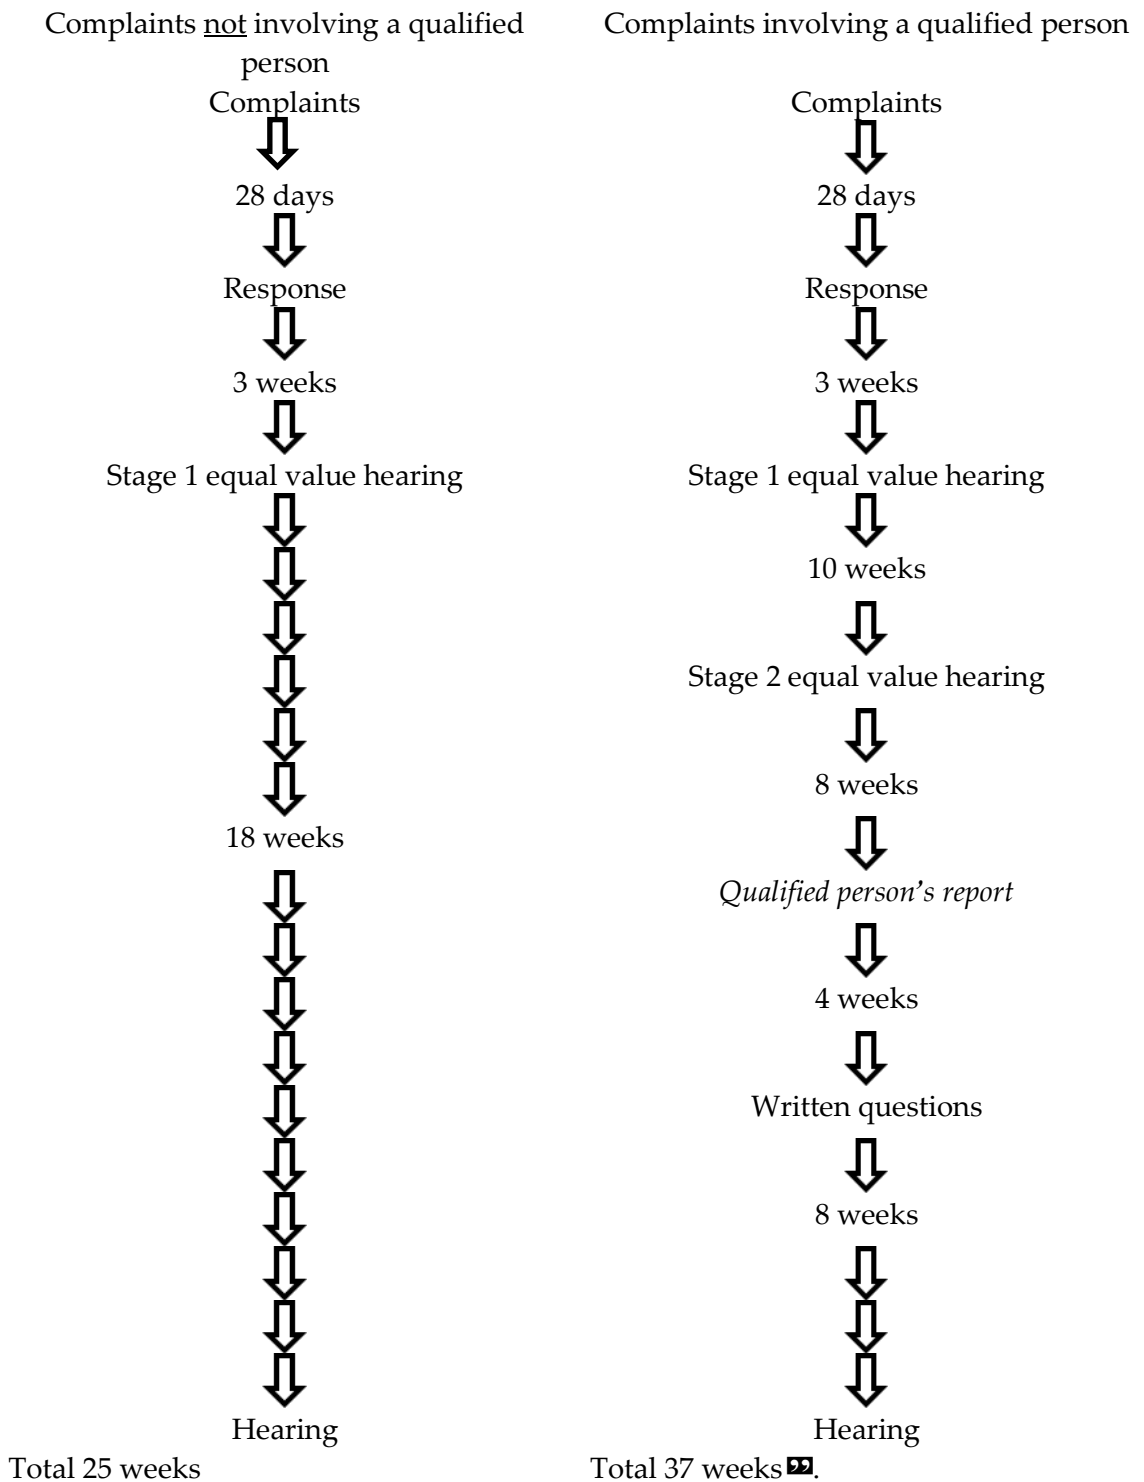 Complaints not involving a qualified
person
Complaints
28 days
Response
3 weeks
Stage 1 equal value hearing
18 weeks
Hearing
Total 25 weeks
Complaints involving a qualified person
Complaints
28 days
Response
3 weeks
Stage 1 equal value hearing
10 weeks
Stage 2 equal value hearing
8 weeks
Qualified person's report
4 weeks
Written questions
8 weeks
Hearing
Total 37 weeks ”.